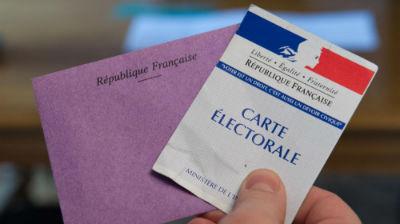 République Française
Liberté • Égalité • Fraternité
RÉPUBLIQUE FRANÇAISE
"VOTER EST UN DROIT, C'EST AUSSI UN DEVOIR CIVIQUE"
CARTE
ÉLECTORALE
MINISTÈRE DE L'